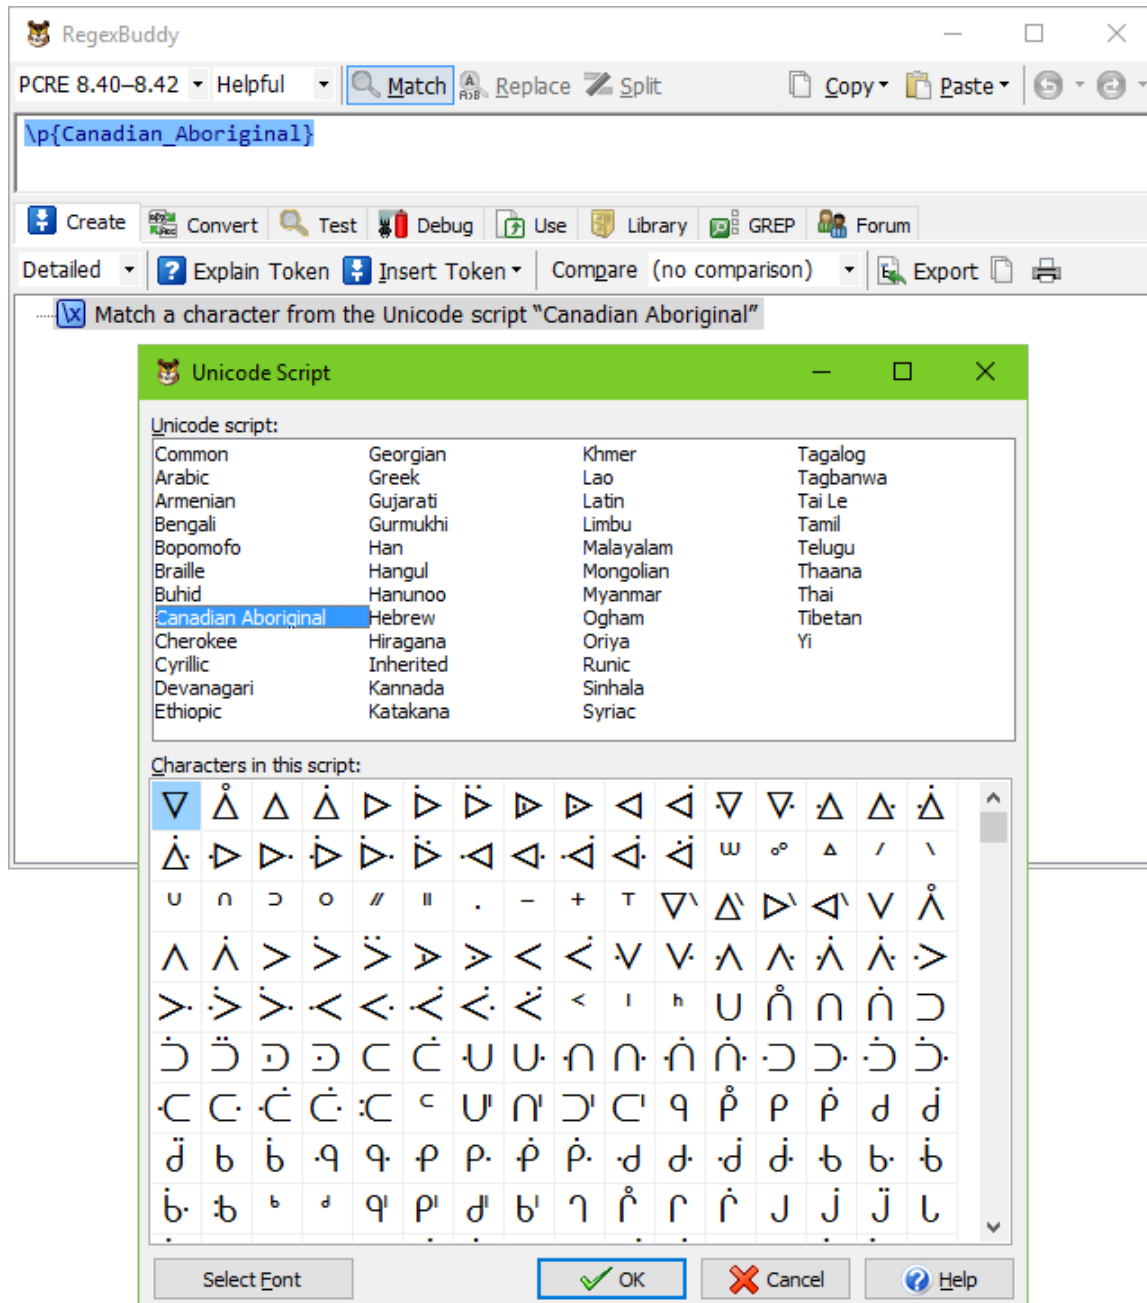 RegexBuddy
PCRE 8.40–8.42 Helpful Match Replace Split Copy Paste
\p{Canadian_Aboriginal}
Create Convert Test Debug Use Library GREP Forum
Detailed Explain Token Insert Token Compare (no comparison) Export
Match a character from the Unicode script “Canadian Aboriginal”
Unicode Script
Unicode script:
Common Georgian Khmer Tagalog
Arabic Greek Lao Tagbanwa
Armenian Gujarati Latin Tai Le
Bengali Gurmukhi Limbu Tamil
Bopomofo Han Malayalam Telugu
Braille Hangul Mongolian Thaana
Buhid Hanunoo Myanmar Thai
Canadian Aboriginal Hebrew Ogham Tibetan
Cherokee Hiragana Oriya Yi
Cyrillic Inherited Runic
Devanagari Kannada Sinhala
Ethiopic Katakana Syriac
Characters in this script:
ᐁ ᐂ ᐃ ᐄ ᐅ ᐆ ᐇ ᐈ ᐉ ᐊ ᐋ ᐌ ᐍ ᐎ ᐏ ᐐ
ᐑ ᐒ ᐓ ᐔ ᐕ ᐖ ᐗ ᐘ ᐙ ᐚ ᐛ ᐜ ᐝ ᐞ ᐟ ᐠ
ᐡ ᐢ ᐣ ᐤ ᐥ ᐦ ᐧ ᐨ ᐩ ᐪ ᐫ ᐬ ᐭ ᐮ ᐯ ᐰ
ᐱ ᐲ ᐳ ᐴ ᐵ ᐶ ᐷ ᐸ ᐹ ᐺ ᐻ ᐼ ᐽ ᐾ ᐿ ᑀ
ᑁ ᑂ ᑃ ᑄ ᑅ ᑆ ᑇ ᑈ ᑉ ᑊ ᑋ ᑌ ᑍ ᑎ ᑏ ᑐ
ᑑ ᑒ ᑓ ᑔ ᑕ ᑖ ᑗ ᑘ ᑙ ᑚ ᑛ ᑜ ᑝ ᑞ ᑟ ᑠ
ᑡ ᑢ ᑣ ᑤ ᑥ ᑦ ᑧ ᑨ ᑩ ᑪ ᑫ ᑬ ᑭ ᑮ ᑯ ᑰ
ᑱ ᑲ ᑳ ᑴ ᑵ ᑶ ᑷ ᑸ ᑹ ᑺ ᑻ ᑼ ᑽ ᑾ ᑿ ᒀ
ᒁ ᒂ ᒃ ᒄ ᒅ ᒆ ᒇ ᒈ ᒉ ᒊ ᒋ ᒌ ᒍ ᒎ ᒏ ᒐ
Select Font OK Cancel Help